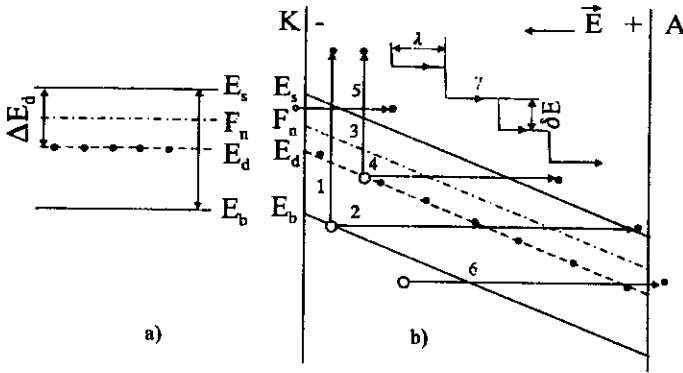 K - E + A
λ
E_s E_s 5 7
ΔE_d F_n F_n 3 δE
E_d E_d 4
1
E_b E_b 2
6
a) b)